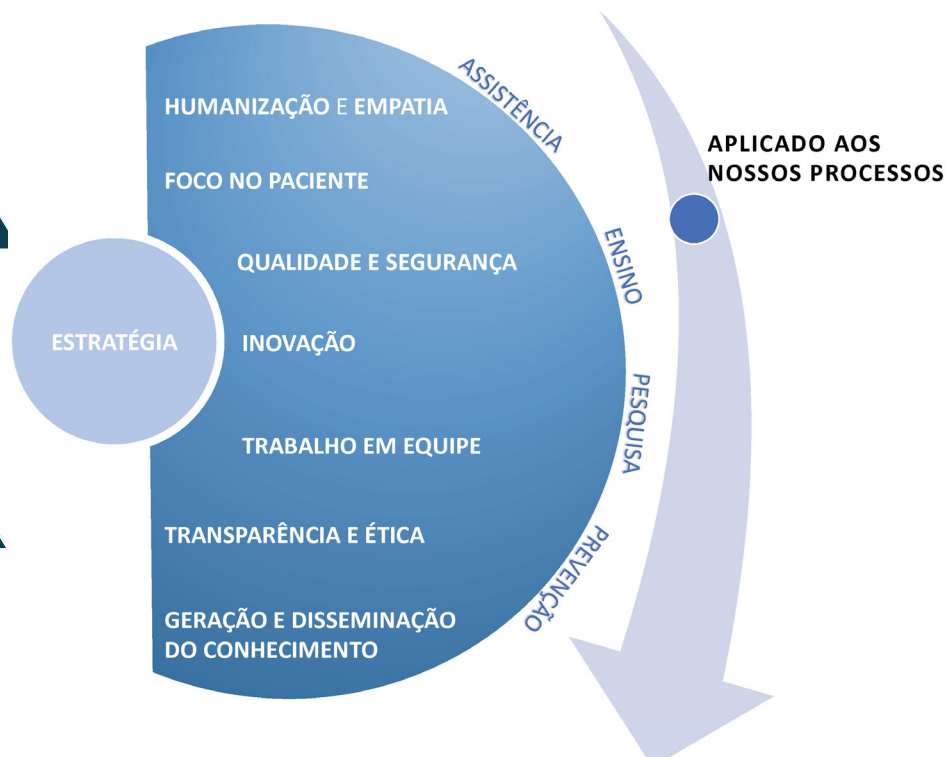 HUMANIZAÇÃO E EMPATIA
FOCO NO PACIENTE
QUALIDADE E SEGURANÇA
ESTRATÉGIA
INOVAÇÃO
TRABALHO EM EQUIPE
TRANSPARÊNCIA E ÉTICA
GERAÇÃO E DISSEMINAÇÃO
DO CONHECIMENTO
ASSISTÊNCIA
ENSINO
PESQUISA
PREVENÇÃO
APLICADO AOS
NOSSOS PROCESSOS